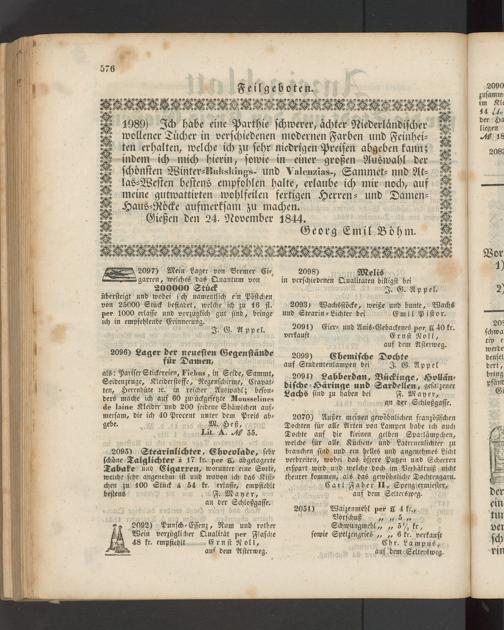 576
Feilgeboten.
1989) Ich habe eine Parthie schwerer, ächter Niederländischer
wollener Tücher in verschiedenen modernen Farben und Feinhei-
ten erhalten, welche ich zu sehr niedrigen Preisen abgeben kann;
indem ich mich hierin, sowie in einer großen Auswahl der
schönsten Winter-Bukskings- und Valenzias-, Sammet- und At-
las-Westen bestens empfohlen halte, erlaube ich mir noch, auf
meine gutwattirten wohlfeilen fertigen Herren- und Damen-
Haus-Röcke aufmerksam zu machen.
Gießen den 24. November 1844.
Georg Emil Böhm.
2097) Mein Lager von Bremer Ci-
garren, welches das Quantum von
200000 Stück
übersteigt und wobei sich namentlich ein Pöstchen
von 25000 Stück befindet, welche ich zu 16 fl.
per 1000 erlasse und vorzüglich gut sind, bringe
ich in empfehlende Erinnerung.
J. G. Appel.
2096) Lager der neuesten Gegenstände
für Damen,
als: Pariser Stickereien, Fichus, in Seide, Sammt,
Seidenzeuge, Kleiderstoffe, Regenschirme, Cravat-
ten, Herrnhüte ic. in reicher Auswahl; beson-
ders mache ich auf 60 zurückgesetzte Mousselines
de laine Kleider und 200 seidene Shälwchen auf-
merksam, die ich 40 Procent unter dem Preis ab-
gebe.
M. Heß,
Lit. A. № 55.
2095) Stearinlichter, Chocolade, sehr
schöne Talglichter à 17 kr. per ℔, abgelagerte
Tabake und Cigarren, worunter eine Sorte,
welche sehr angenehm ist und wovon ich das Kist-
chen zu 100 Stück à 54 kr. erlasse, empfiehlt
bestens F. Mayer,
an der Schloßgasse.
2092) Punsch-Essenz, Rum und rother
Wein vorzüglicher Qualität per Flasche
48 kr. empfiehlt Ernst Noll,
auf dem Asterweg.
2098) Melis
in verschiedenen Qualitäten billigst bei
J. G. Appel.
2093) Wachsstöcke, weiße und bunte, Wachs
und Stearin-Lichter bei Emil Pistor.
2091) Eier- und Anis-Gebackenes per ℔ 40 kr.
verkauft Ernst Noll,
auf dem Asterweg.
2099) Chemische Dochte
auf Studentenlampen bei J. G. Appel
2094) Labberdan, Bückinge, Hollän-
dische-Häringe und Sardellen, gesalzener
Lachs sind zu haben bei F. Mayer,
an der Schloßgasse.
2070) Außer meinen gewöhnlichen französischen
Dochten für alle Arten von Lampen habe ich auch
Dochte auf die kleinen gelben Sparlämpchen,
welche für alle Küchen- und Laternenlichter zu
brauchen sind und ein helles und angenehmes Licht
verbreiten, wobei das öftere Putzen und Scheeren
erspart wird und welche doch im Verhältniß nicht
theurer kommen, als das gewöhnliche Dochtengarn.
Carl Faber II., Spenglermeister,
auf dem Seltersweg.
2051) Waizenmehl per ℔ 4 kr.,
Vorschuß „ „ 5 „
Schwungmehl „ „ 5½ kr.,
sowie Spelzengries „ „ 6 kr. verkauft
Chr. Lampus,
auf dem Seltersweg.